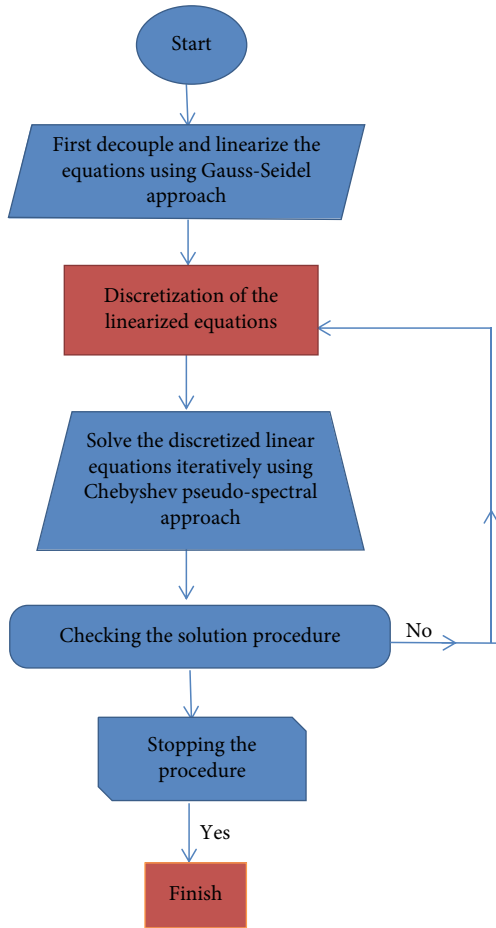 Start
First decouple and linearize the
equations using Gauss-Seidel
approach
Discretization of the
linearized equations
Solve the discretized linear
equations iteratively using
Chebyshev pseudo-spectral
approach
Checking the solution procedure
No
Stopping the
procedure
Yes
Finish